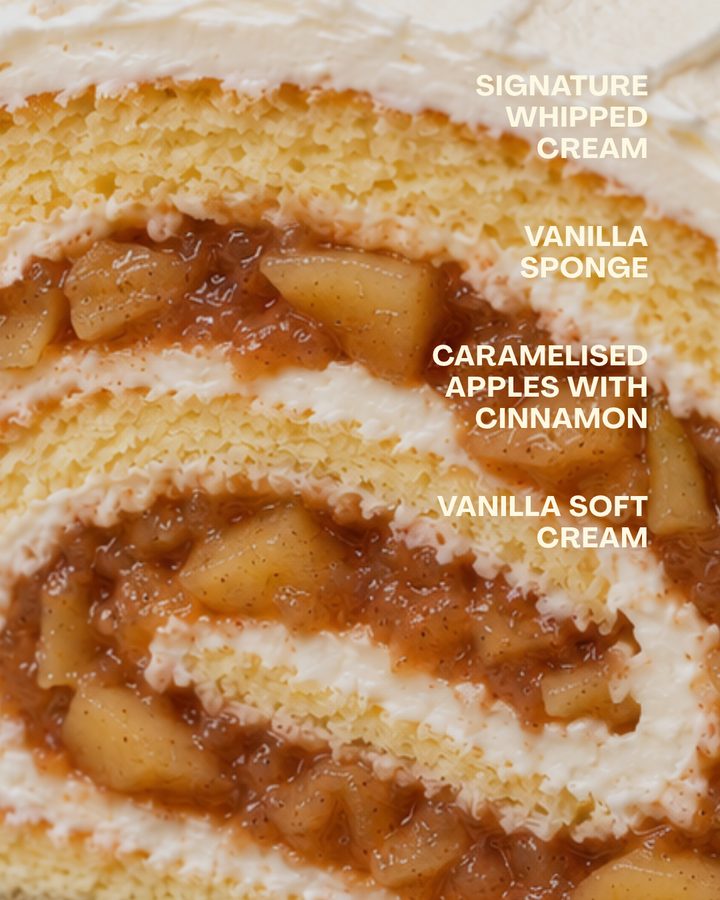 SIGNATURE
WHIPPED
CREAM
VANILLA
SPONGE
CARAMELISED
APPLES WITH
CINNAMON
VANILLA SOFT
CREAM